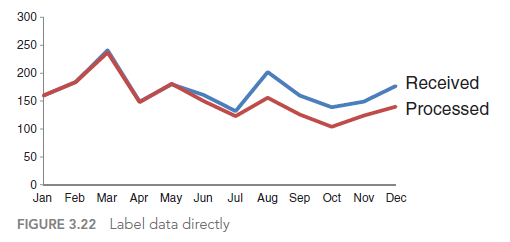 300
250
200
150
100
50
0
Received
Processed
Jan Feb Mar Apr May Jun Jul Aug Sep Oct Nov Dec
FIGURE 3.22 Label data directly